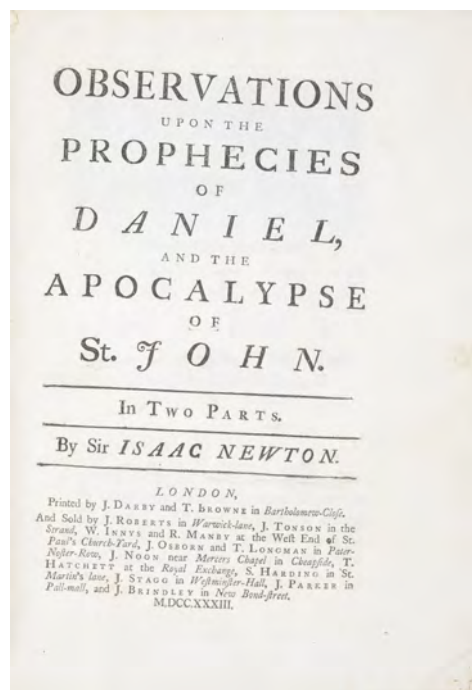 OBSERVATIONS
UPON THE
PROPHECIES
OF
DANIEL,
AND THE
APOCALYPSE
OF
St. JOHN.
In Two Parts.
By Sir ISAAC NEWTON.
LONDON,
Printed by J. DARBY and T. BROWNE in Bartholomew-Close.
And Sold by J. ROBERTS in Warwick-lane, J. TONSON in the
Strand, W. INNYS and R. MANBY at the West End of St.
Paul's Church-Yard, J. OSBORN and T. LONGMAN in Pater-
Noster-Row, J. NOON near Mercers Chapel in Cheapside, T.
HATCHETT at the Royal Exchange, S. HARDING in St.
Martin's lane, J. STAGG in Westminster-Hall, J. PARKER in
Pall-mall, and J. BRINDLEY in New Bond-street.
M.DCC.XXXIII.